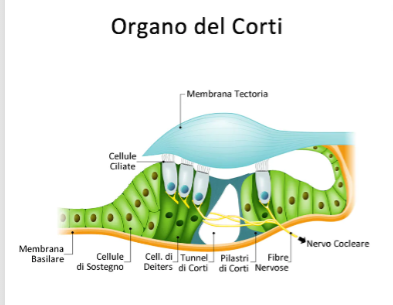 Organo del Corti
Membrana Tectoria
Cellule
Ciliate
Nervo Cocleare
Membrana
Basilare
Cellule
di Sostegno
Cell. di
Deiters
Tunnel
di Corti
Pilastri
di Corti
Fibre
Nervose